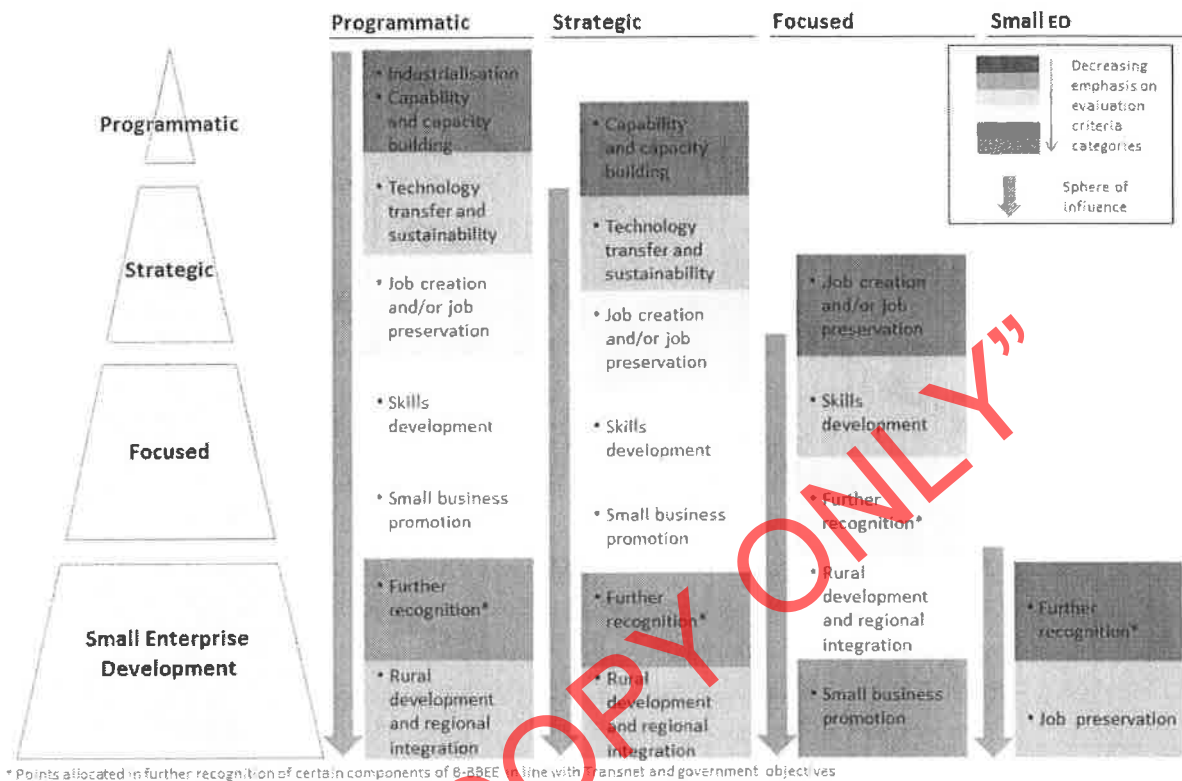 Programmatic
Strategic
Focused
Small ED
Programmatic
Strategic
Focused
Small Enterprise
Development
• Industrialisation
• Capability
and capacity
building
• Technology
transfer and
sustainability
• Job creation
and/or job
preservation
• Skills
development
• Small business
promotion
• Further
recognition*
• Rural
development
and regional
integration
• Capability
and capacity
building
• Technology
transfer and
sustainability
• Job creation
and/or job
preservation
• Skills
development
• Small business
promotion
• Further
recognition*
• Rural
development
and regional
integration
• Job creation
and/or job
preservation
• Skills
development
• Further
recognition*
• Rural
development
and regional
integration
• Small business
promotion
• Further
recognition*
• Job preservation
Decreasing
emphasis on
evaluation
criteria
categories
Sphere of
influence
COPY ONLY”
* Points allocated in further recognition of certain components of B-BBEE in line with Transnet and government objectives